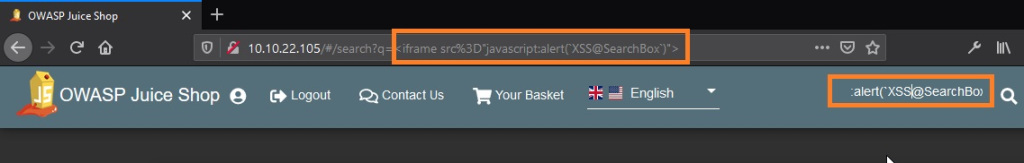 OWASP Juice Shop
10.10.22.105/#/search?q=<iframe src%3D"javascript:alert(`XSS@SearchBox`)">
OWASP Juice Shop Logout Contact Us Your Basket English :alert(`XSS@SearchBox